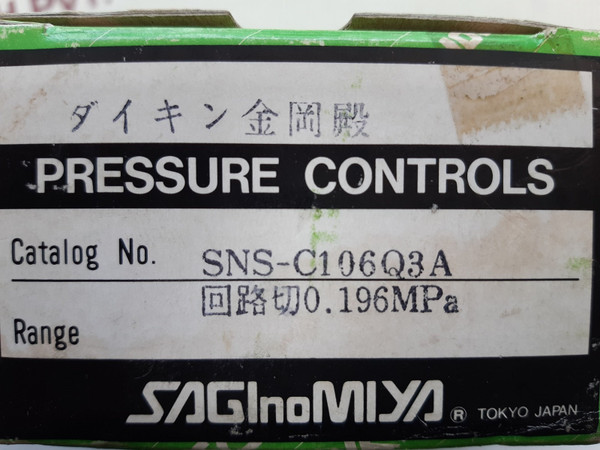 ダイキン金岡殿
PRESSURE CONTROLS
Catalog No. SNS-C106Q3A
回路切0.196MPa
Range
SAGInoMIYA ® TOKYO JAPAN